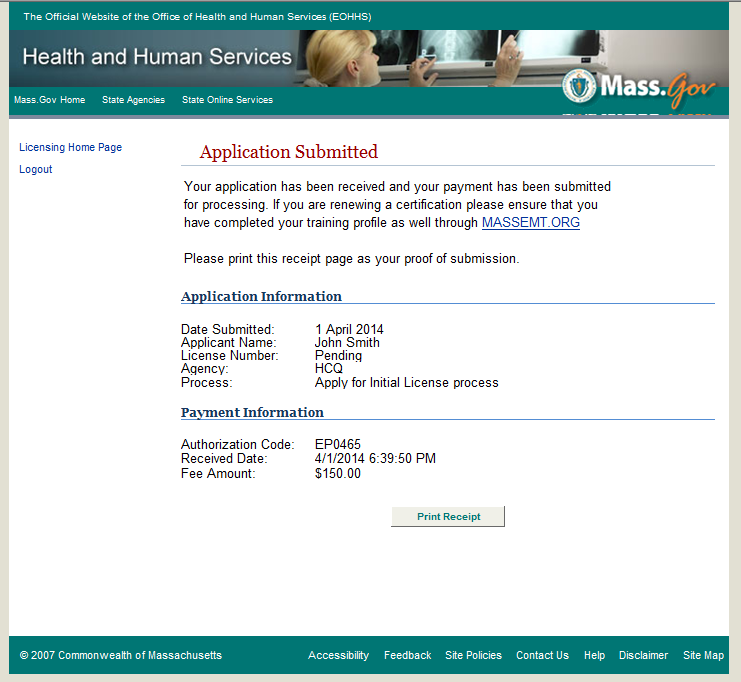 The Official Website of the Office of Health and Human Services (EOHHS)
Health and Human Services
Mass.Gov
Mass.Gov Home State Agencies State Online Services
Licensing Home Page
Logout
Application Submitted
Your application has been received and your payment has been submitted
for processing. If you are renewing a certification please ensure that you
have completed your training profile as well through MASSEMT.ORG
Please print this receipt page as your proof of submission.
Application Information
Date Submitted: 1 April 2014
Applicant Name: John Smith
License Number: Pending
Agency: HCQ
Process: Apply for Initial License process
Payment Information
Authorization Code: EP0465
Received Date: 4/1/2014 6:39:50 PM
Fee Amount: $150.00
Print Receipt
© 2007 Commonwealth of Massachusetts Accessibility Feedback Site Policies Contact Us Help Disclaimer Site Map